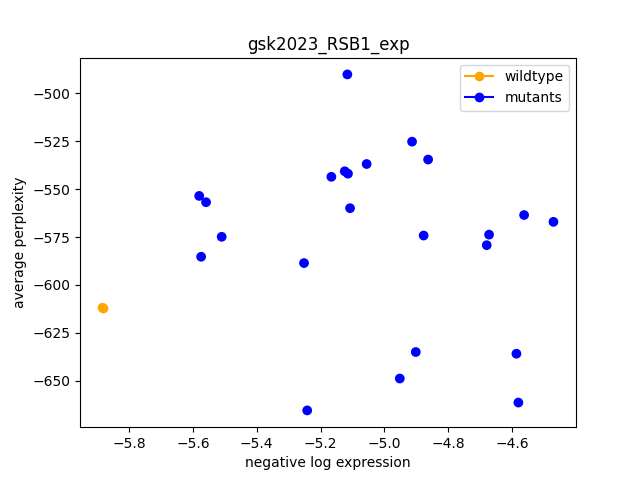 gsk2023_RSB1_exp
wildtype
mutants
average perplexity
−500
−525
−550
−575
−600
−625
−650
−5.8 −5.6 −5.4 −5.2 −5.0 −4.8 −4.6
negative log expression